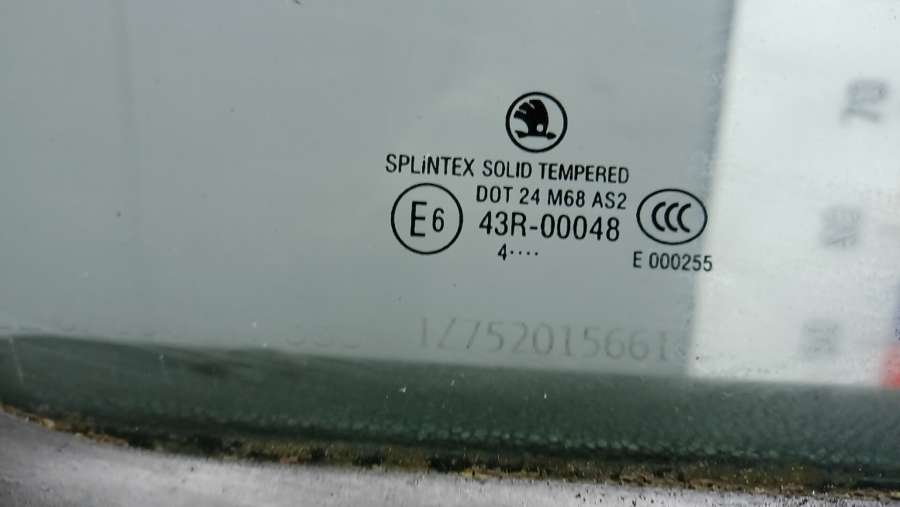 SPLiNTEX SOLID TEMPERED
DOT 24 M68 AS2
E6 43R-00048 CCC
4····
E 000255
1Z752015661